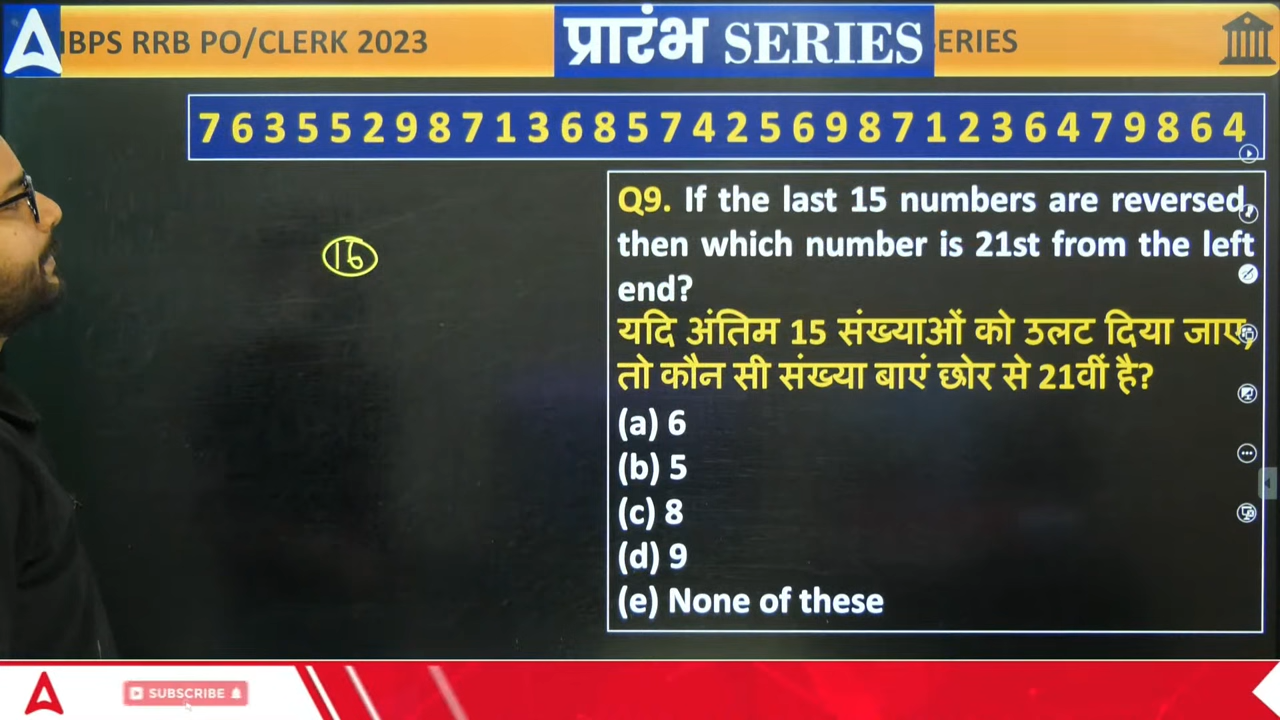 IBPS RRB PO/CLERK 2023
प्रारंभ SERIES
ERIES
7 6 3 5 5 2 9 8 7 1 3 6 8 5 7 4 2 5 6 9 8 7 1 2 3 6 4 7 9 8 6 4
16
Q9. If the last 15 numbers are reversed,
then which number is 21st from the left
end?
यदि अंतिम 15 संख्याओं को उलट दिया जाए,
तो कौन सी संख्या बाएं छोर से 21वीं है?
(a) 6
(b) 5
(c) 8
(d) 9
(e) None of these
SUBSCRIBE